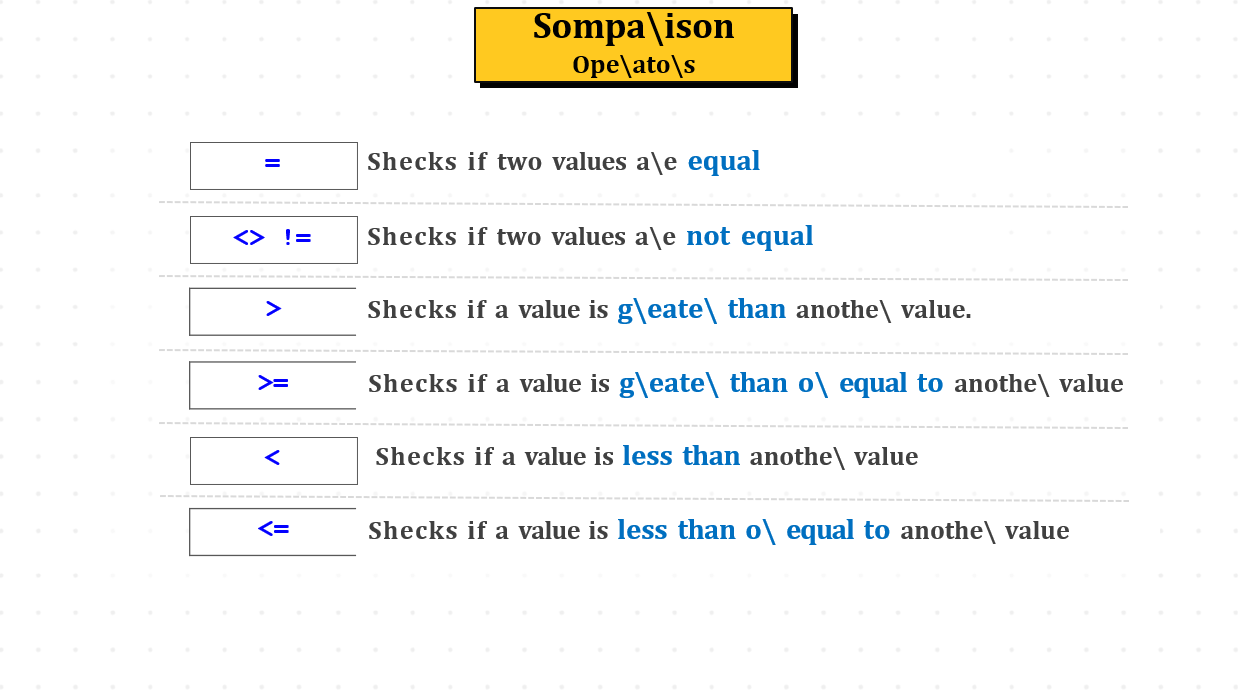 Sompa\ison
Ope\ato\s
= Shecks if two values a\e equal
<> != Shecks if two values a\e not equal
> Shecks if a value is g\eate\ than anothe\ value.
>= Shecks if a value is g\eate\ than o\ equal to anothe\ value
< Shecks if a value is less than anothe\ value
<= Shecks if a value is less than o\ equal to anothe\ value